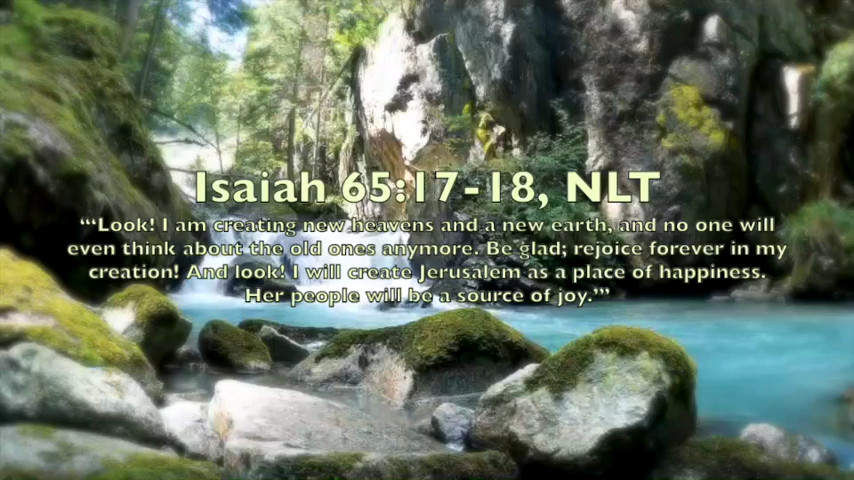 Isaiah 65:17-18, NLT
“‘Look! I am creating new heavens and a new earth, and no one will
even think about the old ones anymore. Be glad; rejoice forever in my
creation! And look! I will create Jerusalem as a place of happiness.
Her people will be a source of joy.’”